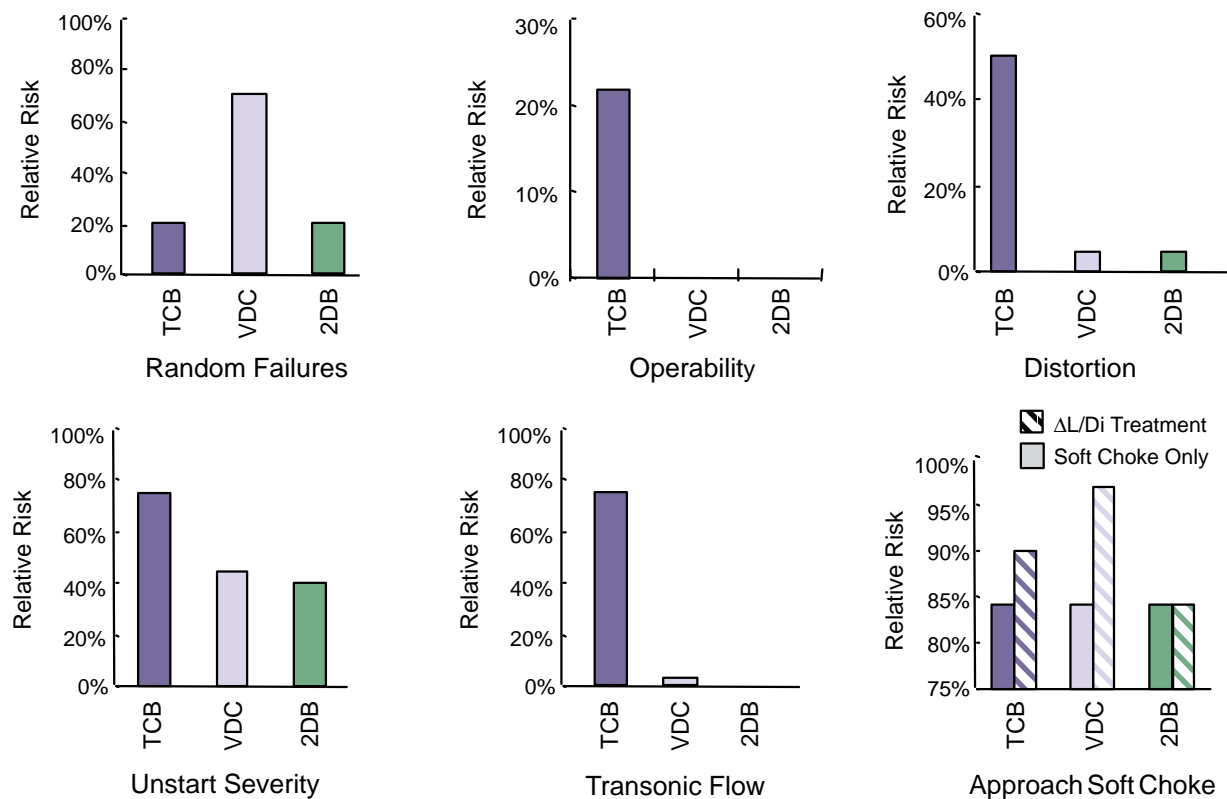 100%
80%
60%
40%
20%
0%
Relative Risk
TCB
VDC
2DB
Random Failures
30%
20%
10%
0%
Relative Risk
TCB
VDC
2DB
Operability
60%
40%
20%
0%
Relative Risk
TCB
VDC
2DB
Distortion
100%
80%
60%
40%
20%
0%
Relative Risk
TCB
VDC
2DB
Unstart Severity
100%
80%
60%
40%
20%
0%
Relative Risk
TCB
VDC
2DB
Transonic Flow
ΔL/Di Treatment
Soft Choke Only
100%
95%
90%
85%
80%
75%
Relative Risk
TCB
VDC
2DB
Approach Soft Choke